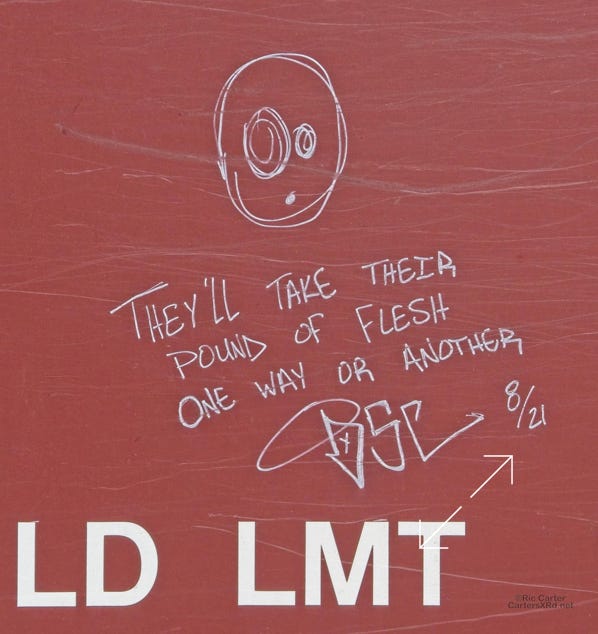 THEY'LL TAKE THEIR
POUND OF FLESH
ONE WAY OR ANOTHER
8/21
LD LMT
©Ric Carter
CartersXRd.net